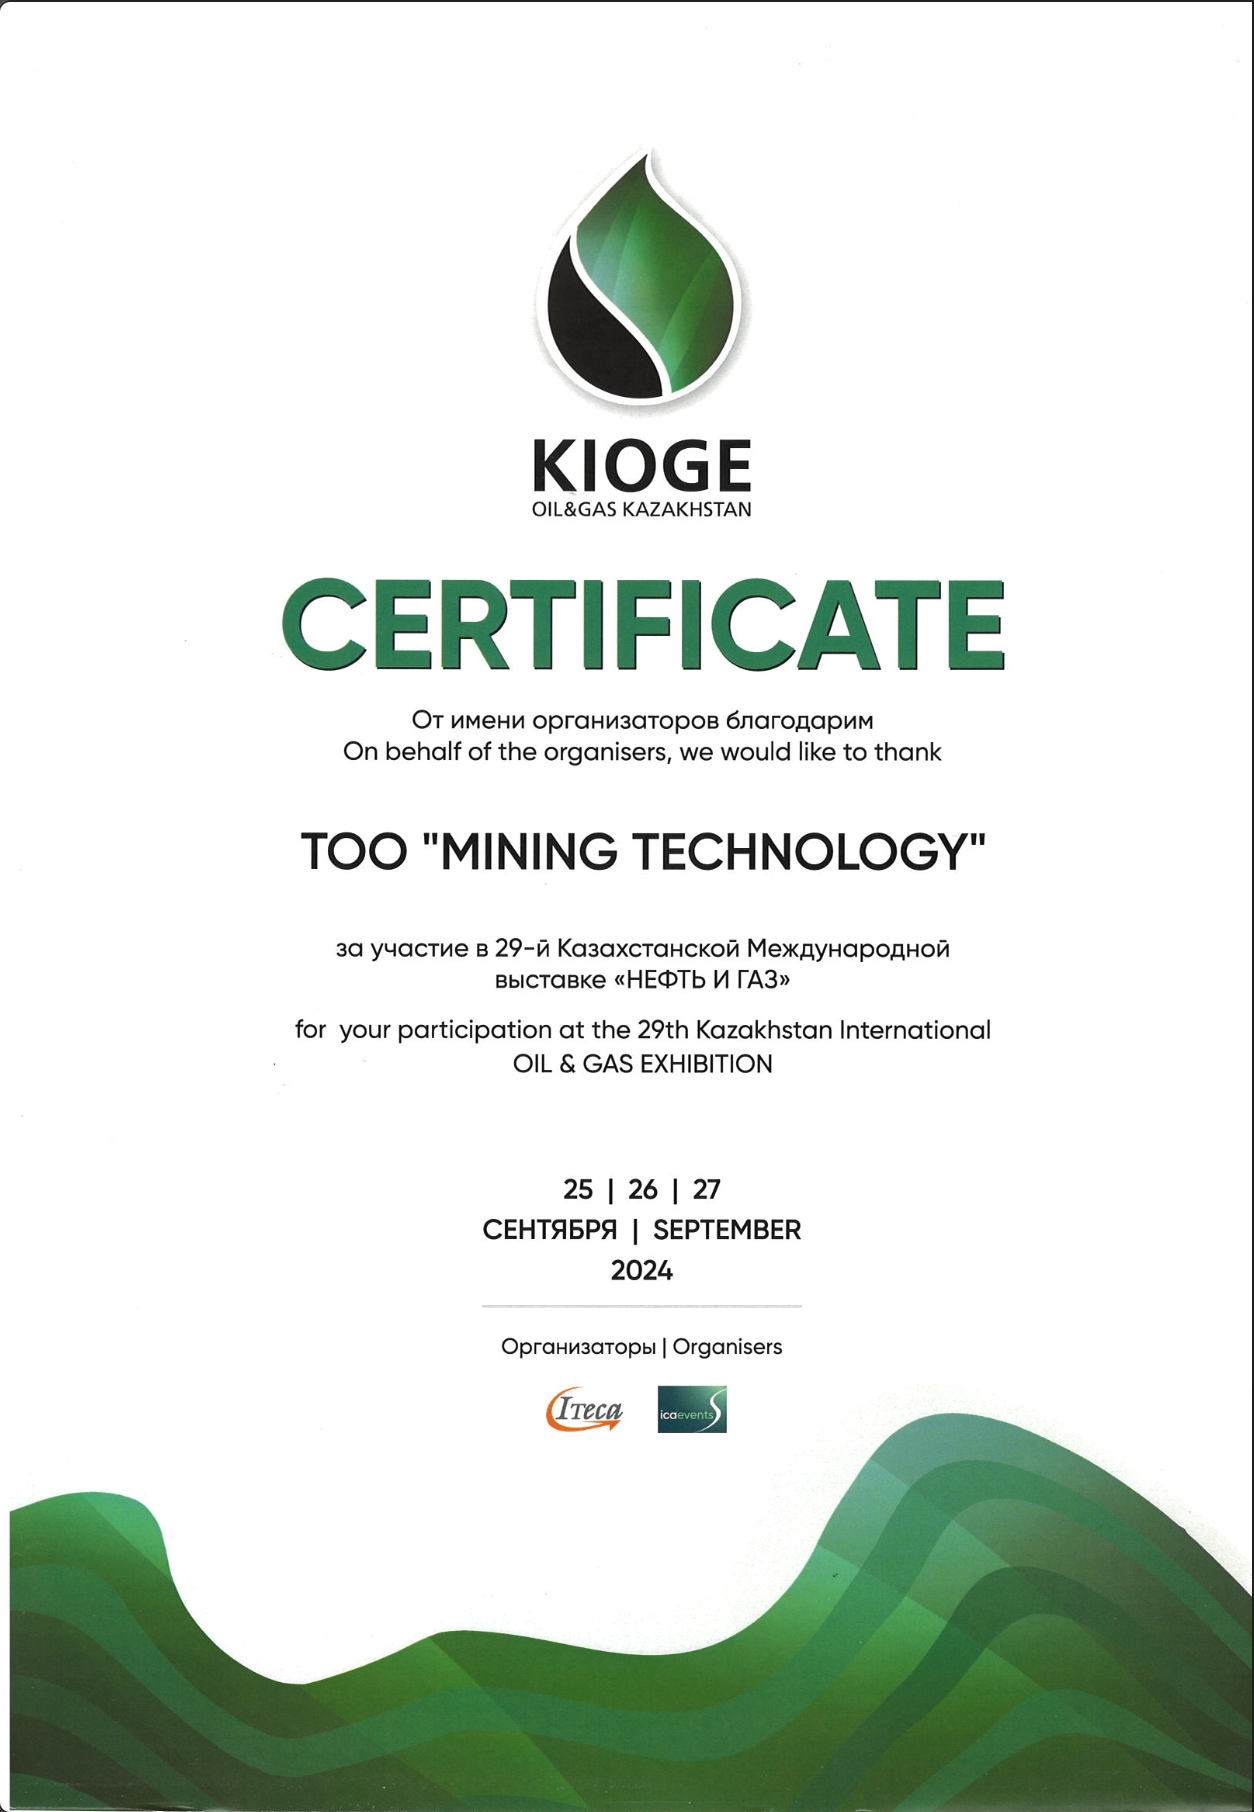 KIOGE
OIL&GAS KAZAKHSTAN
CERTIFICATE
От имени организаторов благодарим
On behalf of the organisers, we would like to thank
ТОО "MINING TECHNOLOGY"
за участие в 29-й Казахстанской Международной
выставке «НЕФТЬ И ГАЗ»
for your participation at the 29th Kazakhstan International
OIL & GAS EXHIBITION
25 | 26 | 27
СЕНТЯБРЯ | SEPTEMBER
2024
Организаторы | Organisers
ITECA
icaevents